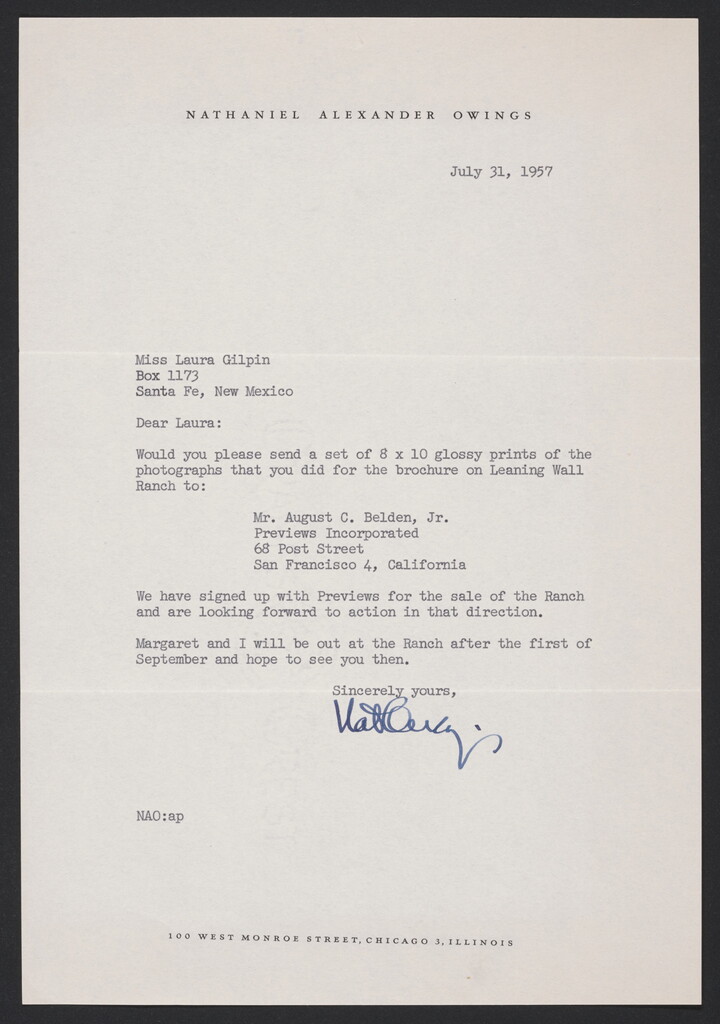 NATHANIEL ALEXANDER OWINGS
July 31, 1957
Miss Laura Gilpin
Box 1173
Santa Fe, New Mexico
Dear Laura:
Would you please send a set of 8 x 10 glossy prints of the
photographs that you did for the brochure on Leaning Wall
Ranch to:
Mr. August C. Belden, Jr.
Previews Incorporated
68 Post Street
San Francisco 4, California
We have signed up with Previews for the sale of the Ranch
and are looking forward to action in that direction.
Margaret and I will be out at the Ranch after the first of
September and hope to see you then.
Sincerely yours,
Nat Owings
NAO:ap
100 WEST MONROE STREET, CHICAGO 3, ILLINOIS